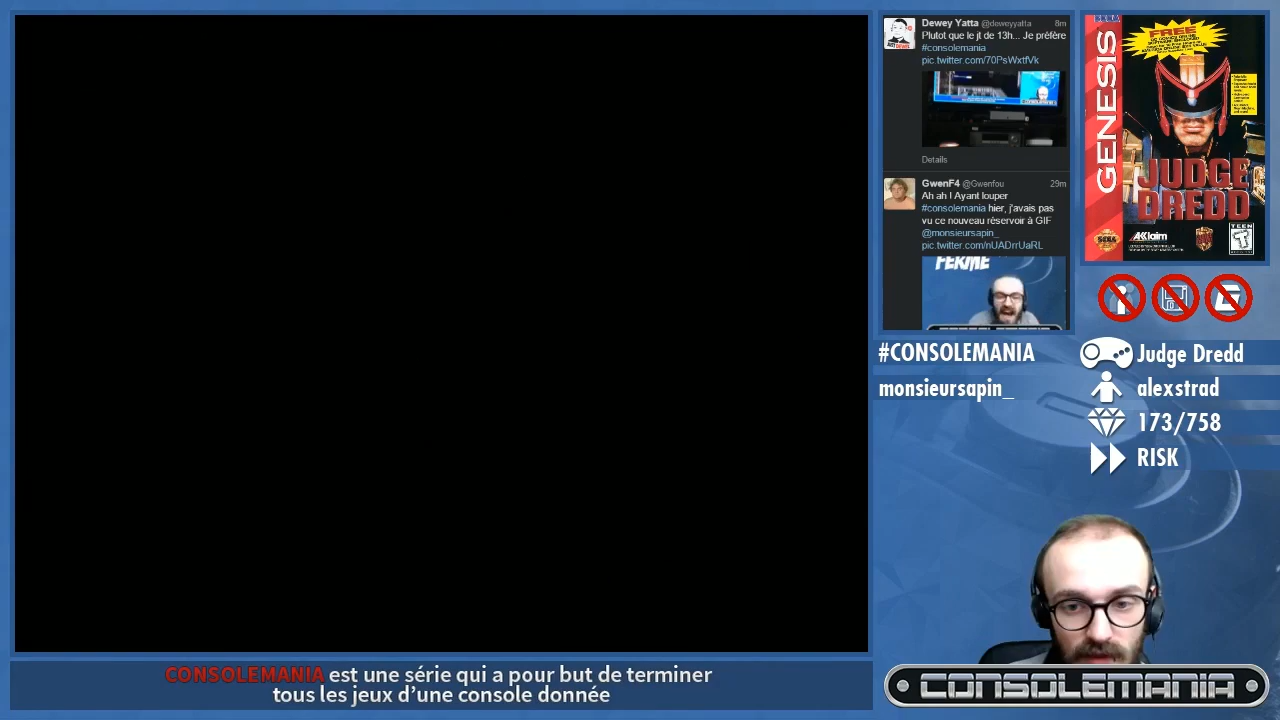 Dewey Yatta @deweyyatta 8m
Plutot que le jt de 13h... Je préfère
#consolemania
pic.twitter.com/70PsWxtfVk
Details
GwenF4 @Gwenfou 29m
Ah ah ! Ayant louper
#consolemania hier, j'avais pas
vu ce nouveau réservoir à GIF
@monsieursapin_
pic.twitter.com/nUADrrUaRL
FERME
GENESIS
FREE
JUDGE
DREDD
SEGA
AKklaim
TEEN
T
#CONSOLEMANIA
monsieursapin_
Judge Dredd
alexstrad
173/758
RISK
CONSOLEMANIA est une série qui a pour but de terminer
tous les jeux d’une console donnée
CONSOLEMANIA